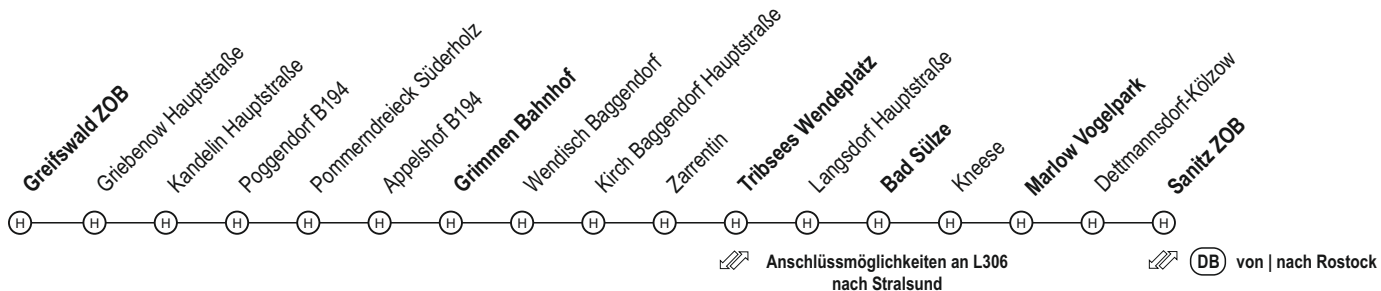 Greifswald ZOB
Griebenow Hauptstraße
Kandelin Hauptstraße
Poggendorf B194
Pommerndreieck Süderholz
Appelshof B194
Grimmen Bahnhof
Wendisch Baggendorf
Kirch Baggendorf Hauptstraße
Zarrentin
Tribsees Wendeplatz
Langsdorf Hauptstraße
Bad Sülze
Kneese
Marlow Vogelpark
Dettmannsdorf-Kölzow
Sanitz ZOB
H H H H H H H H H H H H H H H H H
Anschlüssmöglichkeiten an L306
nach Stralsund
DB von | nach Rostock